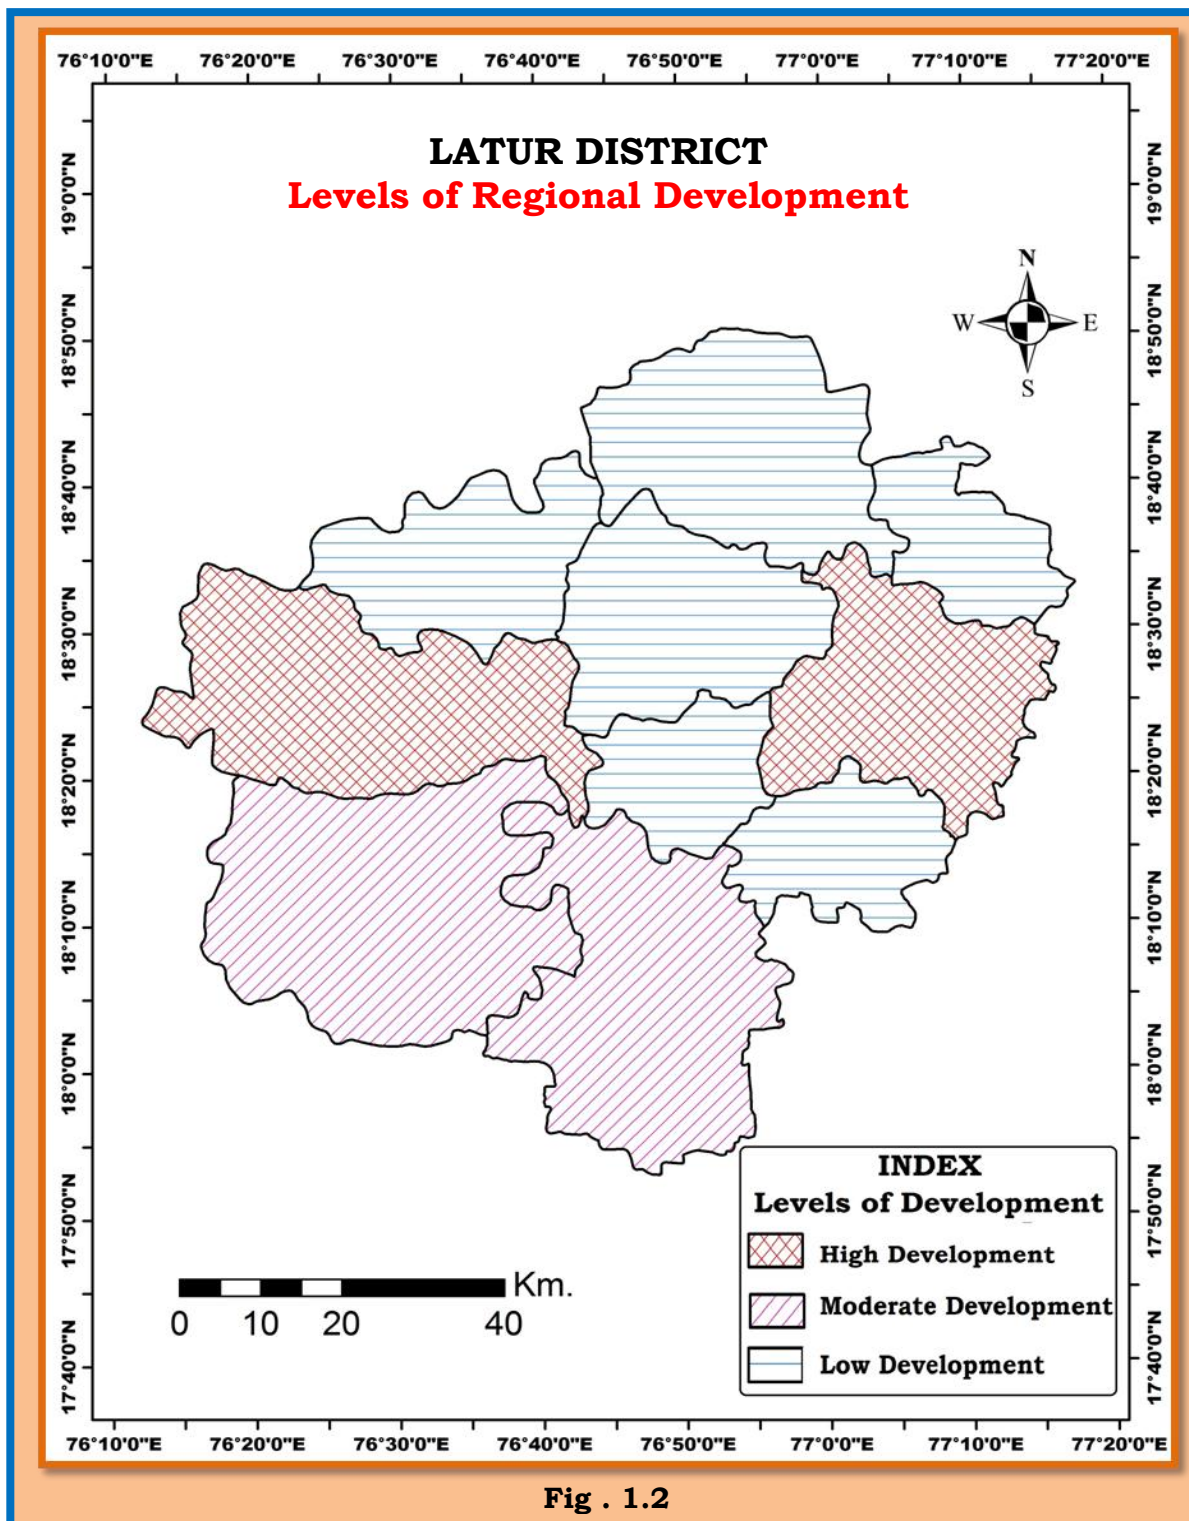 76°10'0"E 76°20'0"E 76°30'0"E 76°40'0"E 76°50'0"E 77°0'0"E 77°10'0"E 77°20'0"E
LATUR DISTRICT
Levels of Regional Development
N
W E
S
19°0'0"N 19°0'0"N
18°50'0"N 18°50'0"N
18°40'0"N 18°40'0"N
18°30'0"N 18°30'0"N
18°20'0"N 18°20'0"N
18°10'0"N 18°10'0"N
18°0'0"N 18°0'0"N
17°50'0"N 17°50'0"N
17°40'0"N 17°40'0"N
INDEX
Levels of Development
High Development
Moderate Development
Low Development
Km.
0 10 20 40
76°10'0"E 76°20'0"E 76°30'0"E 76°40'0"E 76°50'0"E 77°0'0"E 77°10'0"E 77°20'0"E
Fig . 1.2